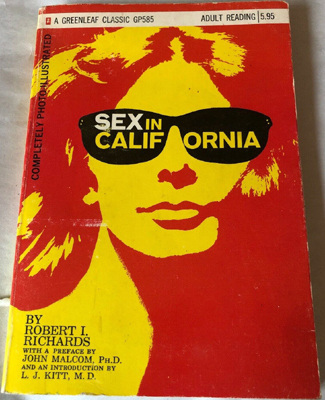 A GREENLEAF CLASSIC GP585
ADULT READING 5.95
COMPLETELY PHOTO ILLUSTRATED
SEX IN
CALIFORNIA
BY
ROBERT I.
RICHARDS
WITH A PREFACE BY
JOHN MALCOM, PH.D.
AND AN INTRODUCTION BY
L. J. KITT, M. D.